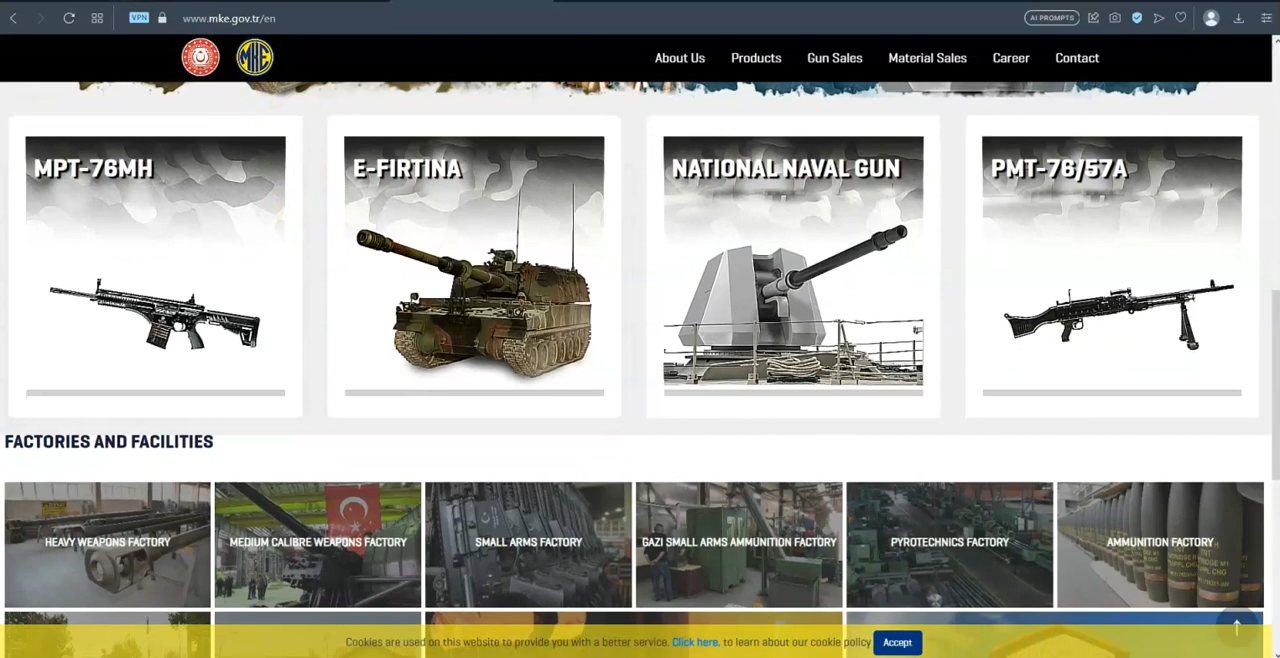 VPN
www.mke.gov.tr/en
AI PROMPTS
MKE
About Us
Products
Gun Sales
Material Sales
Career
Contact
MPT-76MH
E-FIRTINA
NATIONAL NAVAL GUN
PMT-76/57A
FACTORIES AND FACILITIES
HEAVY WEAPONS FACTORY
MEDIUM CALIBRE WEAPONS FACTORY
SMALL ARMS FACTORY
GAZI SMALL ARMS AMMUNITION FACTORY
PYROTECHNICS FACTORY
AMMUNITION FACTORY
Cookies are used on this website to provide you with a better service. Click here. to learn about our cookie policy
Accept